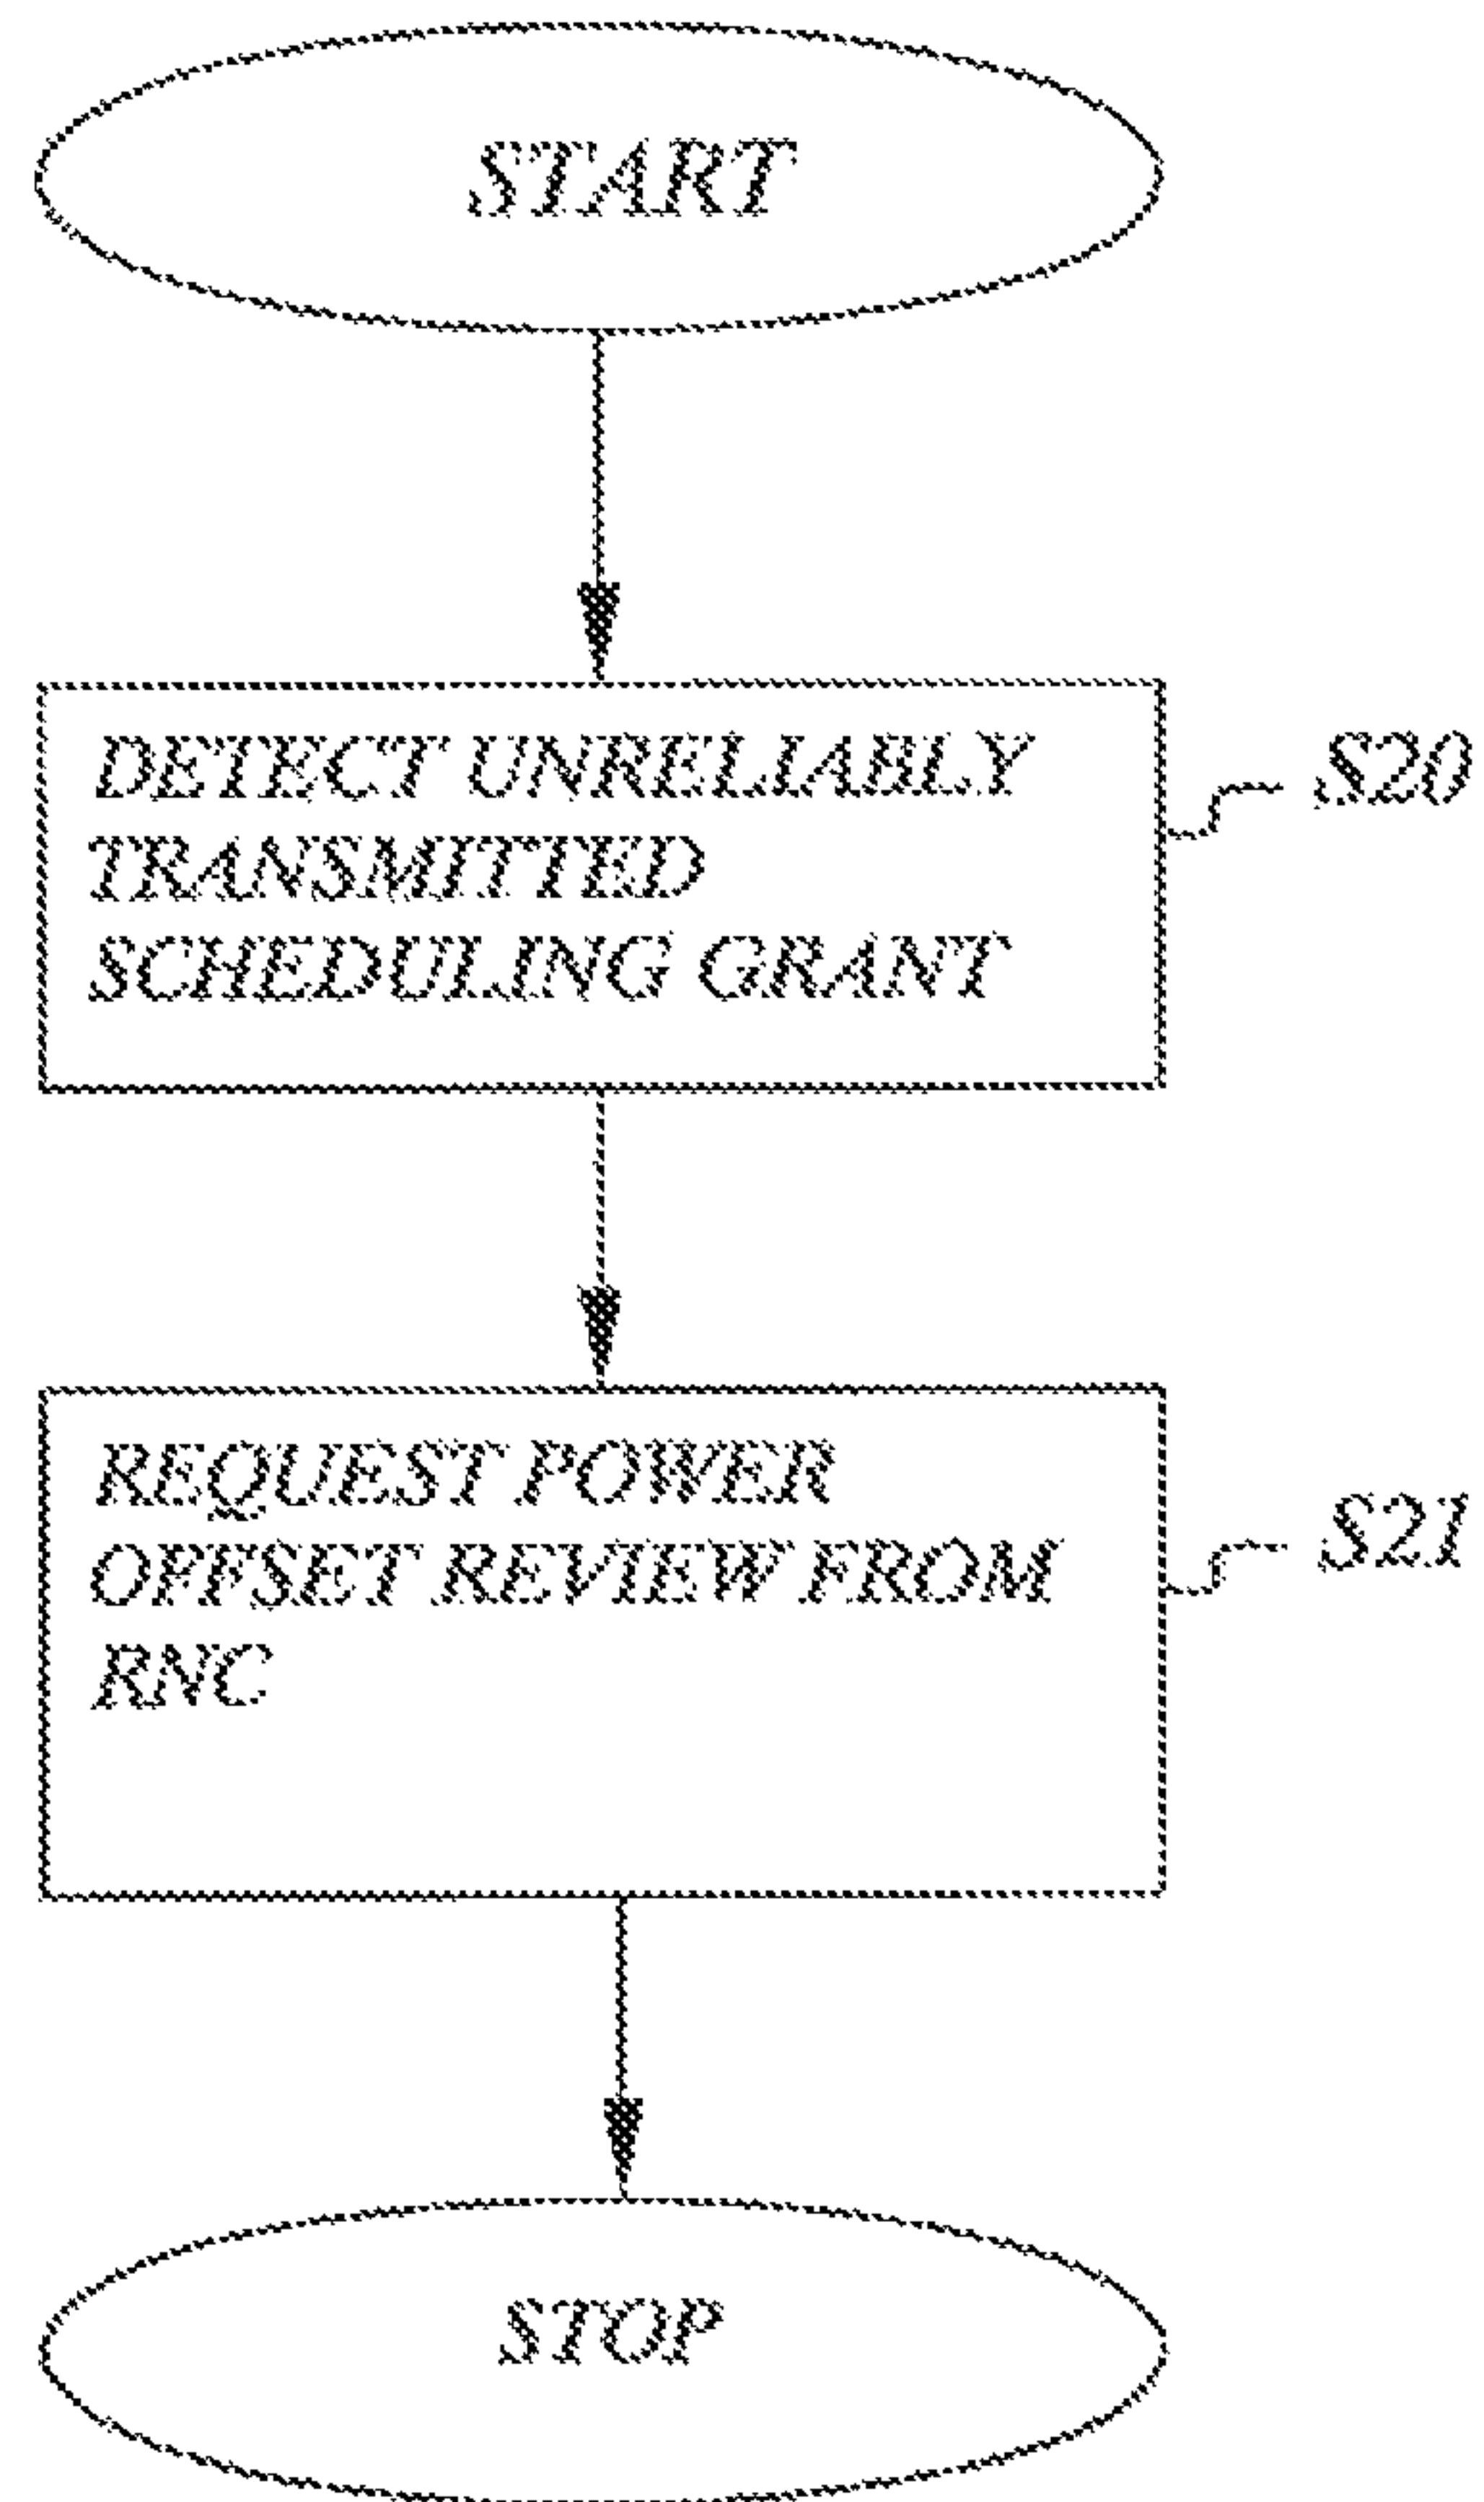 START
DETECT UNRELIABLY
TRANSMITTED
SCHEDULING GRANT
S20
REQUEST POWER
OFFSET REVIEW FROM
RNC
S21
STOP